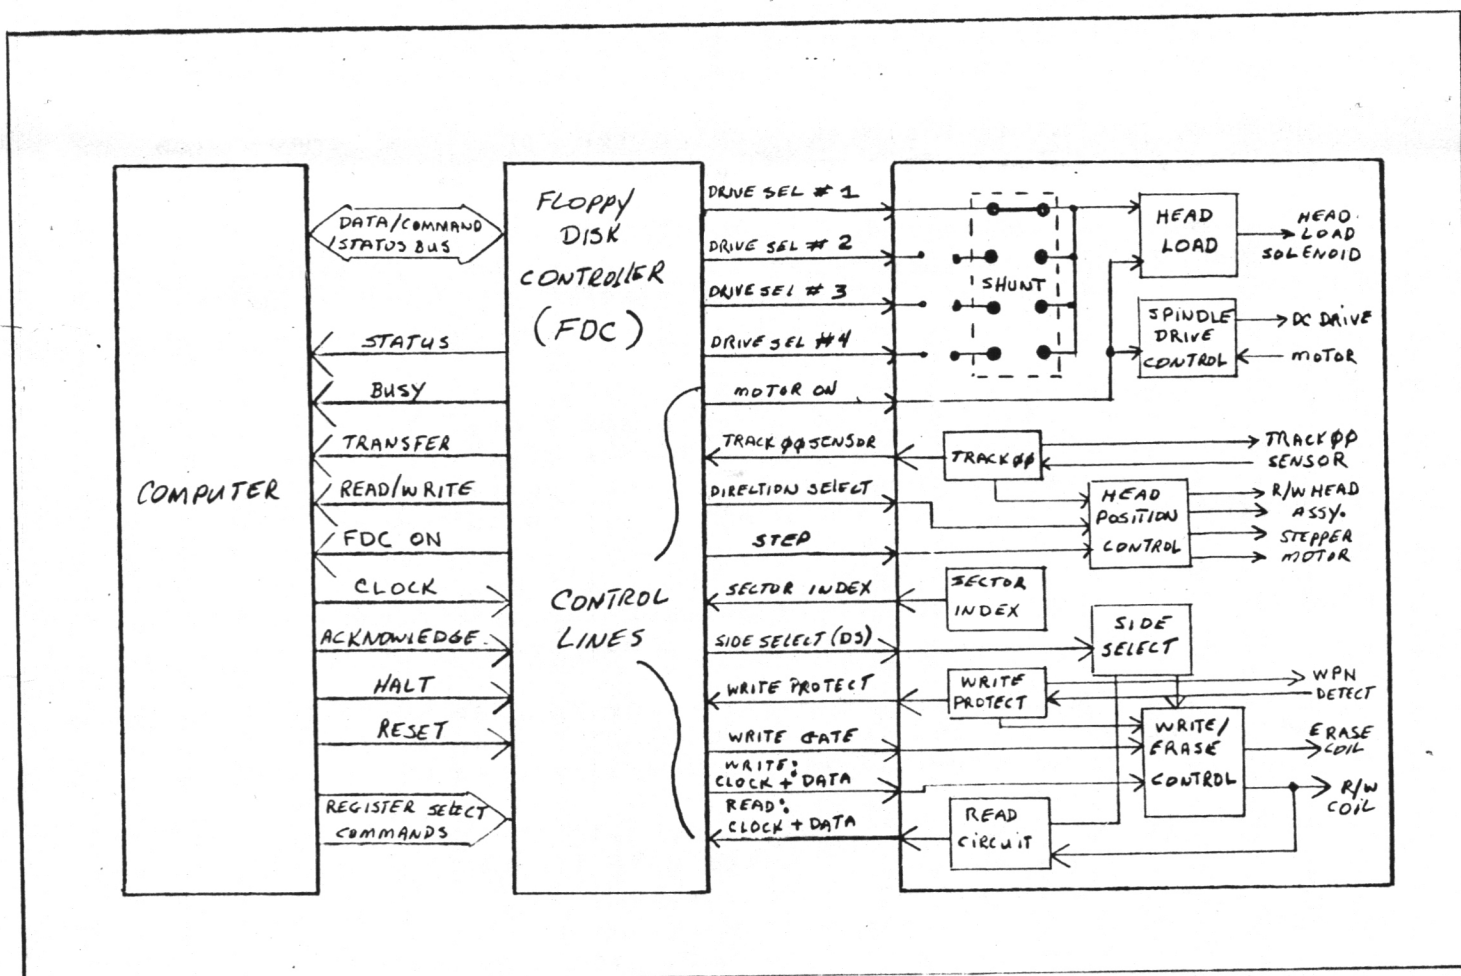 COMPUTER
DATA/COMMAND
/STATUS BUS
STATUS
BUSY
TRANSFER
READ/WRITE
FDC ON
CLOCK
ACKNOWLEDGE
HALT
RESET
REGISTER SELECT
COMMANDS
FLOPPY
DISK
CONTROLLER
(FDC)
CONTROL
LINES
DRIVE SEL # 1
DRIVE SEL # 2
DRIVE SEL # 3
DRIVE SEL #4
MOTOR ON
TRACK ØØ SENSOR
DIRECTION SELECT
STEP
SECTOR INDEX
SIDE SELECT (DS)
WRITE PROTECT
WRITE GATE
WRITE:
CLOCK + DATA
READ:
CLOCK + DATA
SHUNT
HEAD
LOAD
SPINDLE
DRIVE
CONTROL
TRACK ØØ
HEAD
POSITION
CONTROL
SECTOR
INDEX
SIDE
SELECT
WRITE
PROTECT
WRITE/
ERASE
CONTROL
READ
CIRCUIT
HEAD
LOAD
SOLENOID
DC DRIVE
MOTOR
TRACK ØØ
SENSOR
R/W HEAD
ASSY.
STEPPER
MOTOR
WPN
DETECT
ERASE
COIL
R/W
COIL